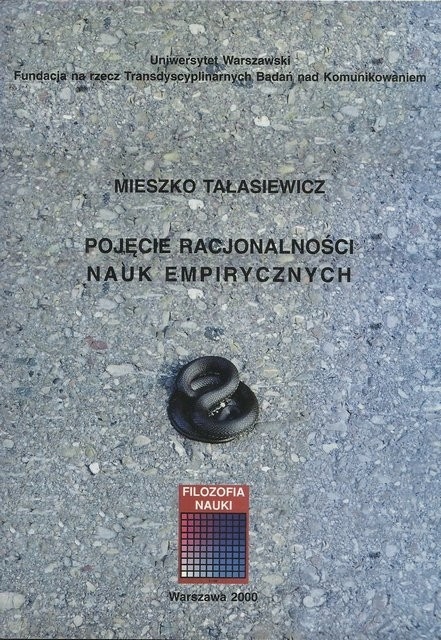 Uniwersytet Warszawski
Fundacja na rzecz Transdyscyplinarnych Badań nad Komunikowaniem
MIESZKO TAŁASIEWICZ
POJĘCIE RACJONALNOŚCI
NAUK EMPIRYCZNYCH
FILOZOFIA
NAUKI
Warszawa 2000